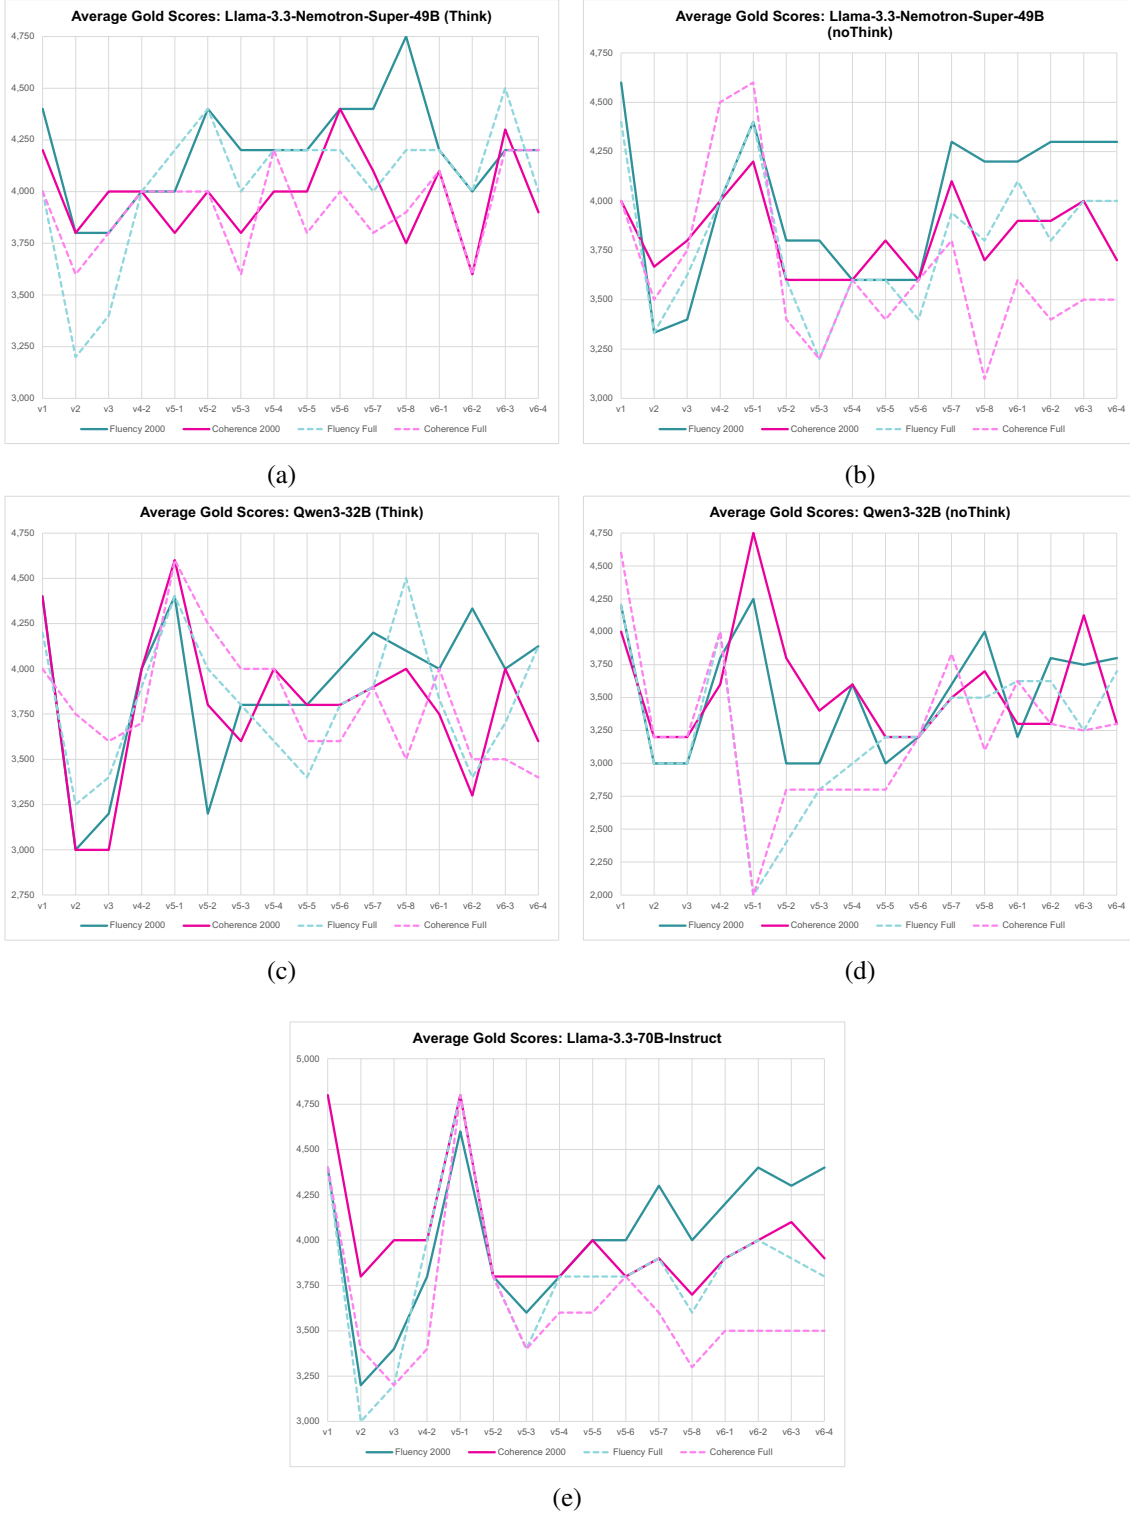 Average Gold Scores: Llama-3.3-Nemotron-Super-49B (Think)
4,750
4,500
4,250
4,000
3,750
3,500
3,250
3,000
v1 v2 v3 v4-2 v5-1 v5-2 v5-3 v5-4 v5-5 v5-6 v5-7 v5-8 v6-1 v6-2 v6-3 v6-4
Fluency 2000 Coherence 2000 Fluency Full Coherence Full
(a)
Average Gold Scores: Llama-3.3-Nemotron-Super-49B
(noThink)
4,750
4,500
4,250
4,000
3,750
3,500
3,250
3,000
v1 v2 v3 v4-2 v5-1 v5-2 v5-3 v5-4 v5-5 v5-6 v5-7 v5-8 v6-1 v6-2 v6-3 v6-4
Fluency 2000 Coherence 2000 Fluency Full Coherence Full
(b)
Average Gold Scores: Qwen3-32B (Think)
4,750
4,500
4,250
4,000
3,750
3,500
3,250
3,000
2,750
v1 v2 v3 v4-2 v5-1 v5-2 v5-3 v5-4 v5-5 v5-6 v5-7 v5-8 v6-1 v6-2 v6-3 v6-4
Fluency 2000 Coherence 2000 Fluency Full Coherence Full
(c)
Average Gold Scores: Qwen3-32B (noThink)
4,750
4,500
4,250
4,000
3,750
3,500
3,250
3,000
2,750
2,500
2,250
2,000
v1 v2 v3 v4-2 v5-1 v5-2 v5-3 v5-4 v5-5 v5-6 v5-7 v5-8 v6-1 v6-2 v6-3 v6-4
Fluency 2000 Coherence 2000 Fluency Full Coherence Full
(d)
Average Gold Scores: Llama-3.3-70B-Instruct
5,000
4,750
4,500
4,250
4,000
3,750
3,500
3,250
3,000
v1 v2 v3 v4-2 v5-1 v5-2 v5-3 v5-4 v5-5 v5-6 v5-7 v5-8 v6-1 v6-2 v6-3 v6-4
Fluency 2000 Coherence 2000 Fluency Full Coherence Full
(e)